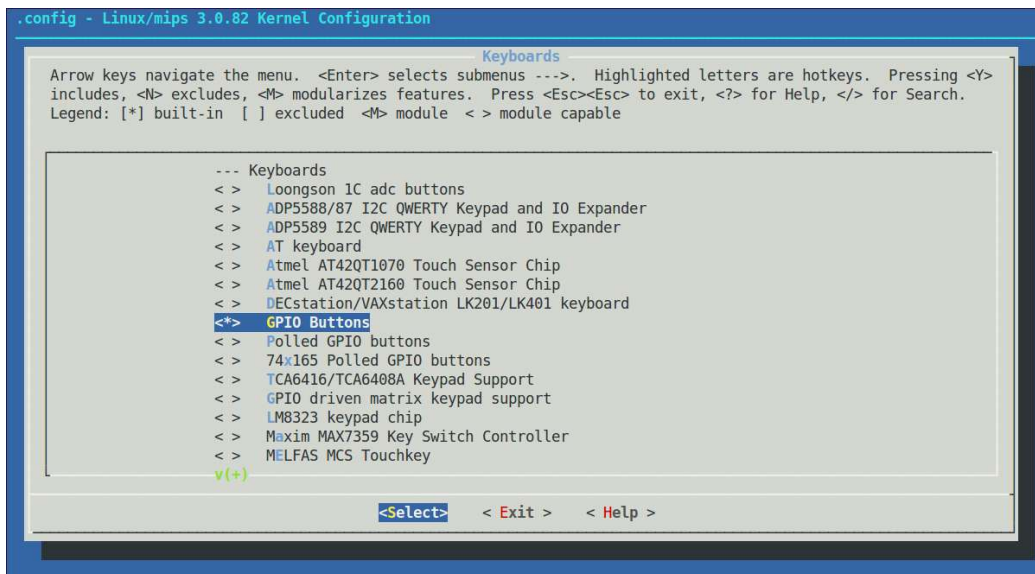 .config - Linux/mips 3.0.82 Kernel Configuration
Keyboards
Arrow keys navigate the menu.  <Enter> selects submenus --->.  Highlighted letters are hotkeys.  Pressing <Y>
includes, <N> excludes, <M> modularizes features.  Press <Esc><Esc> to exit, <?> for Help, </> for Search.
Legend: [*] built-in  [ ] excluded  <M> module  < > module capable
--- Keyboards
< >   Loongson 1C adc buttons
< >   ADP5588/87 I2C QWERTY Keypad and IO Expander
< >   ADP5589 I2C QWERTY Keypad and IO Expander
< >   AT keyboard
< >   Atmel AT42QT1070 Touch Sensor Chip
< >   Atmel AT42QT2160 Touch Sensor Chip
< >   DECstation/VAXstation LK201/LK401 keyboard
<*>   GPIO Buttons
< >   Polled GPIO buttons
< >   74x165 Polled GPIO buttons
< >   TCA6416/TCA6408A Keypad Support
< >   GPIO driven matrix keypad support
< >   LM8323 keypad chip
< >   Maxim MAX7359 Key Switch Controller
< >   MELFAS MCS Touchkey
v(+)
<Select>    < Exit >    < Help >